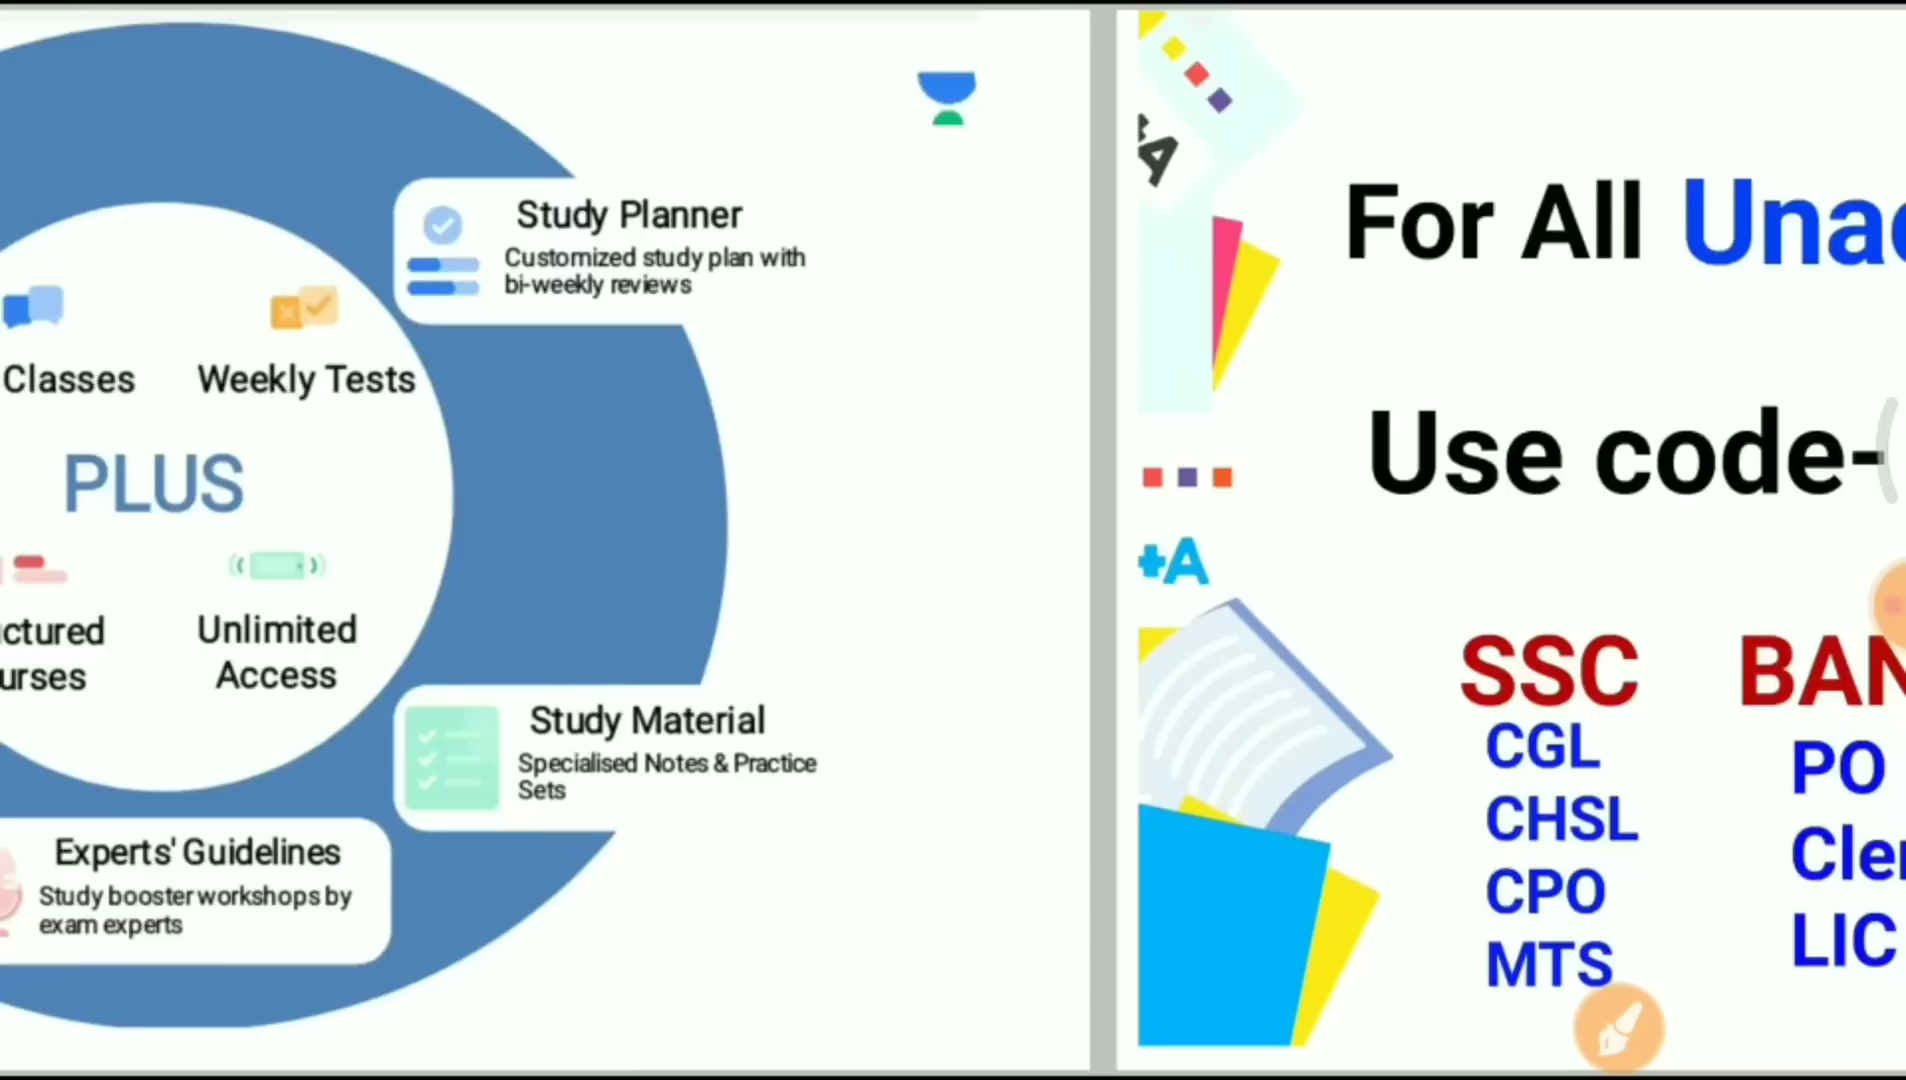 Study Planner
Customized study plan with
bi-weekly reviews
Classes
Weekly Tests
PLUS
Unlimited
Access
Study Material
Specialised Notes & Practice
Sets
Experts' Guidelines
Study booster workshops by
exam experts
A
For All
Use code-
+A
SSC
CGL
CHSL
CPO
MTS
PO
LIC